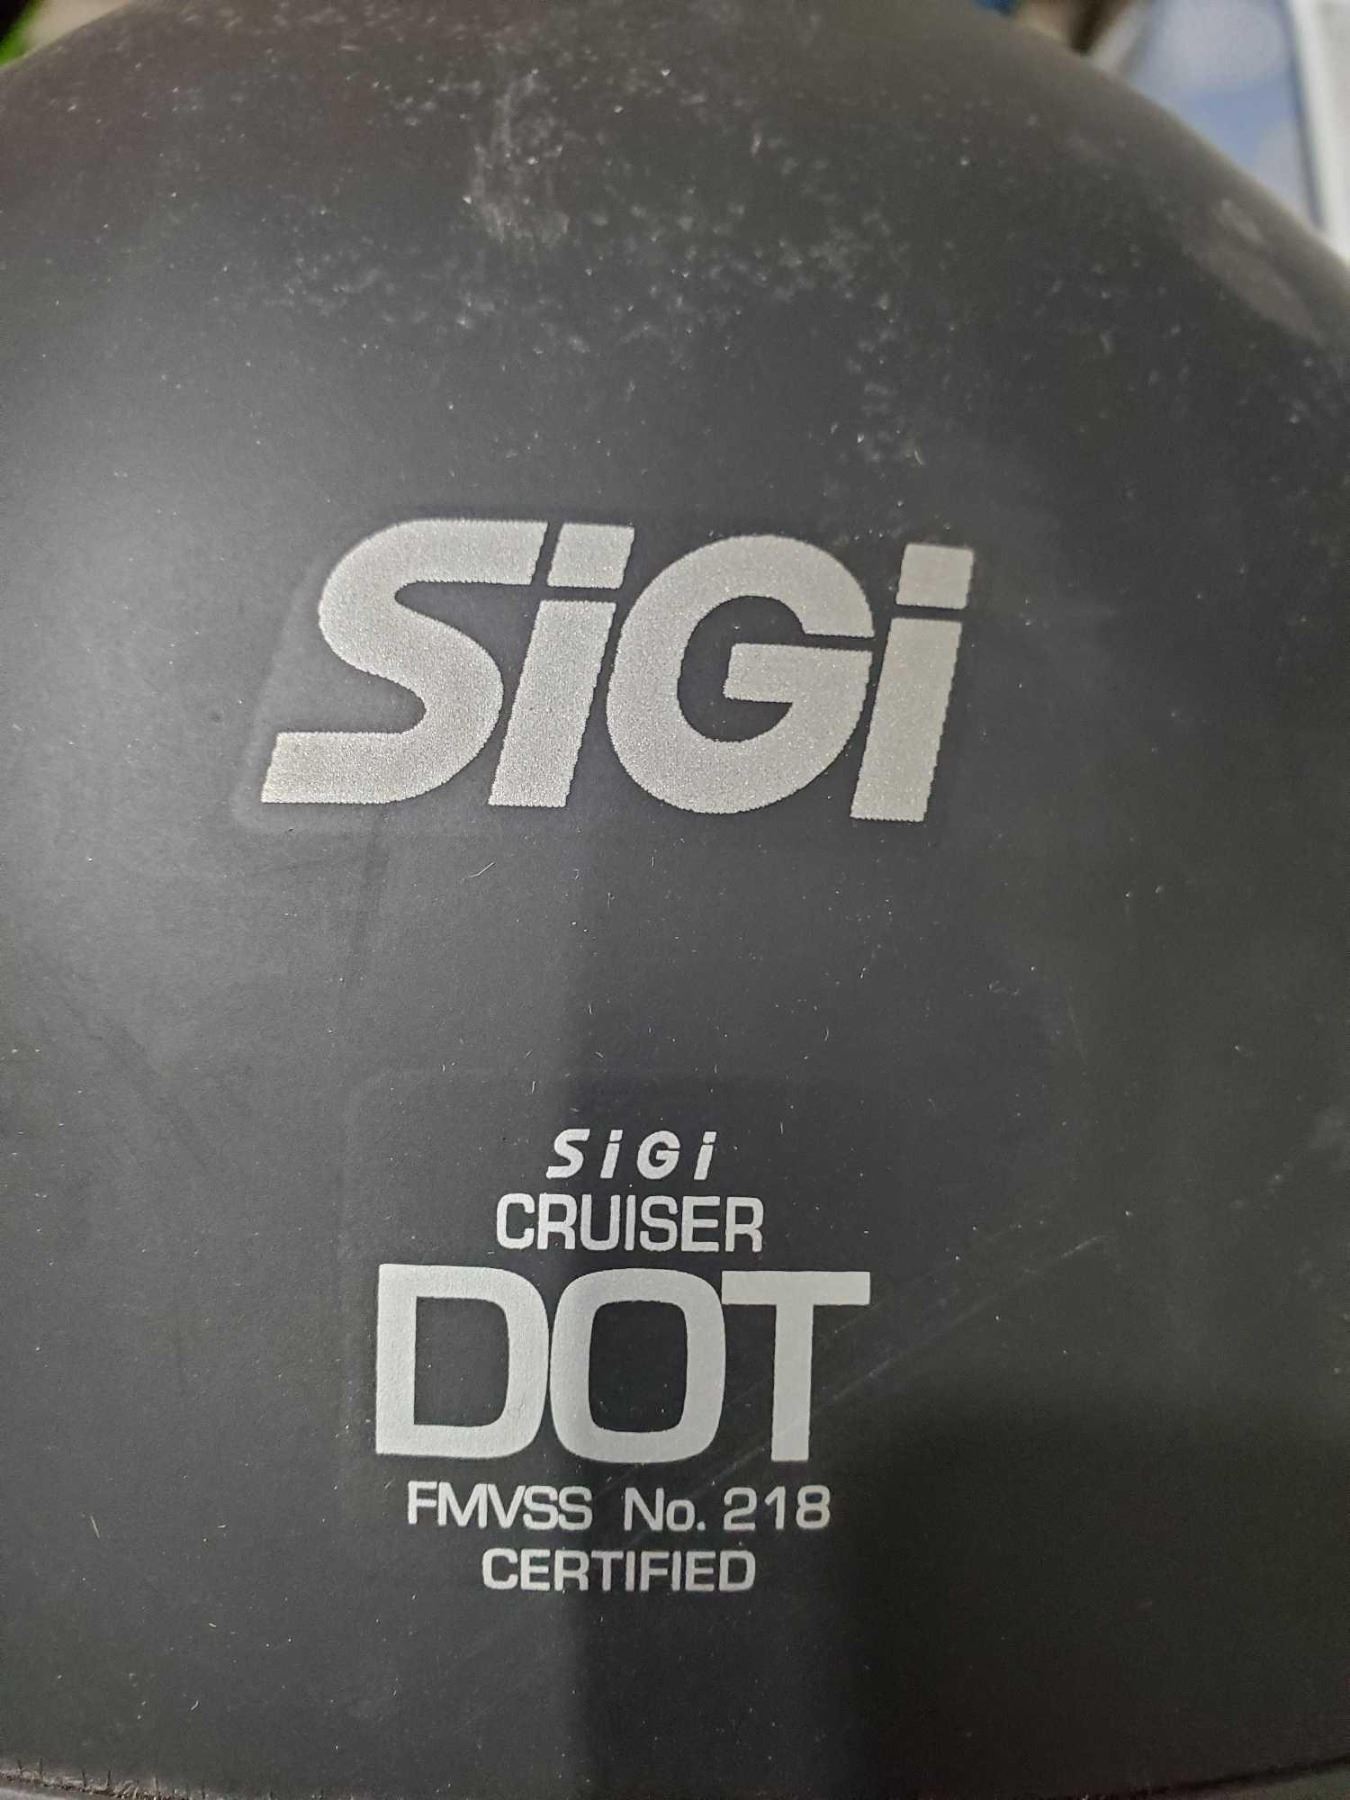 SiGi
SiGi
CRUISER
DOT
FMVSS No. 218
CERTIFIED